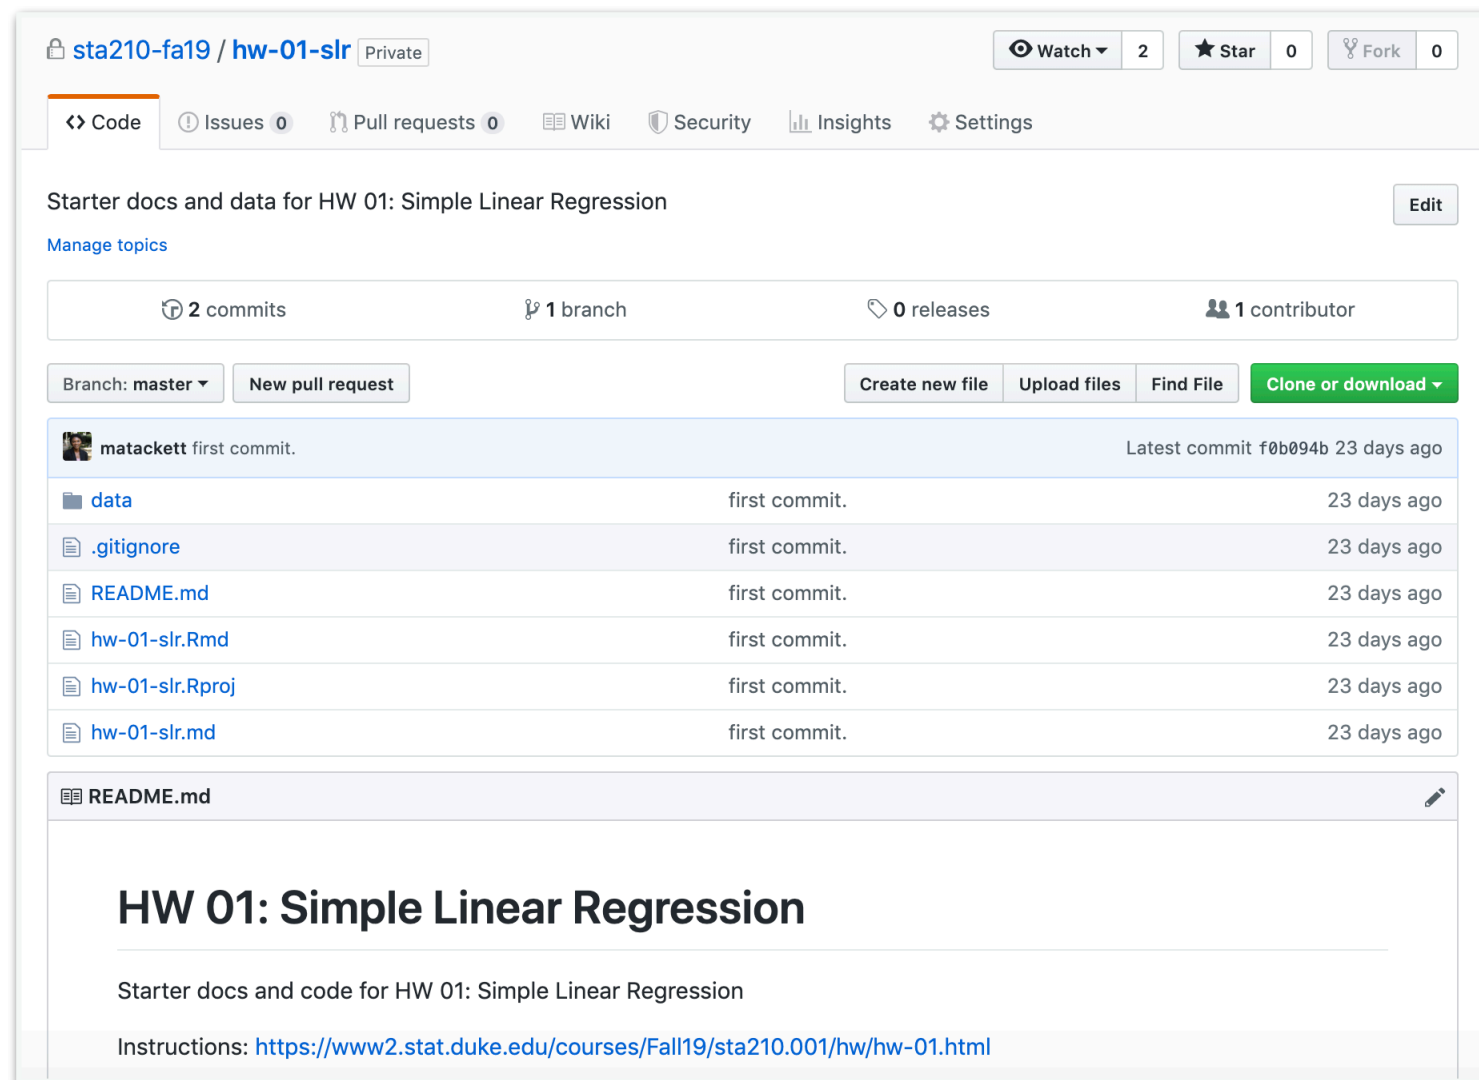 sta210-fa19 / hw-01-slr Private Watch 2 Star 0 Fork 0
Code Issues 0 Pull requests 0 Wiki Security Insights Settings
Starter docs and data for HW 01: Simple Linear Regression Edit
Manage topics
2 commits 1 branch 0 releases 1 contributor
Branch: master New pull request Create new file Upload files Find File Clone or download
matackett first commit. Latest commit f0b094b 23 days ago
data first commit. 23 days ago
.gitignore first commit. 23 days ago
README.md first commit. 23 days ago
hw-01-slr.Rmd first commit. 23 days ago
hw-01-slr.Rproj first commit. 23 days ago
hw-01-slr.md first commit. 23 days ago
README.md
HW 01: Simple Linear Regression
Starter docs and code for HW 01: Simple Linear Regression
Instructions: https://www2.stat.duke.edu/courses/Fall19/sta210.001/hw/hw-01.html